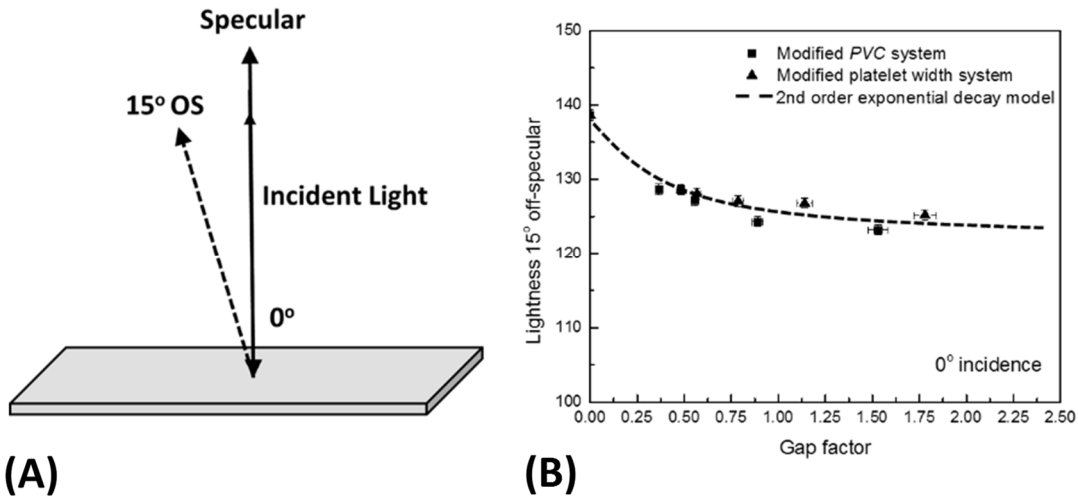 Specular
15° OS
Incident Light
0°
(A)
150
140
130
120
110
100
Lightness 15° off-specular
Modified PVC system
Modified platelet width system
2nd order exponential decay model
0° incidence
0.00 0.25 0.50 0.75 1.00 1.25 1.50 1.75 2.00 2.25 2.50
Gap factor
(B)